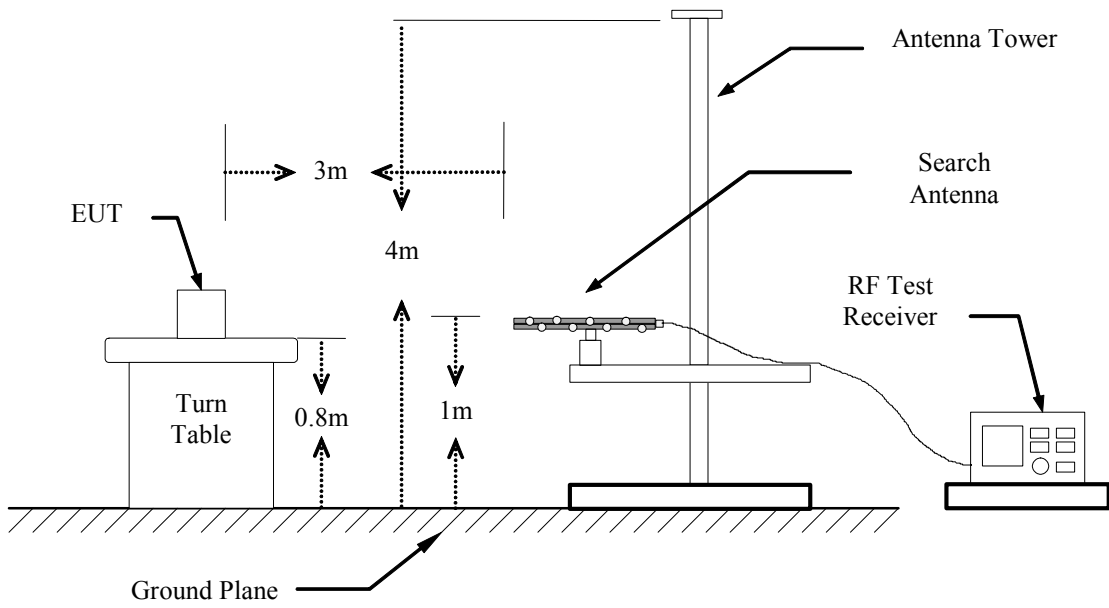 Antenna Tower
3m
Search
Antenna
EUT
4m
RF Test
Receiver
Turn
Table
0.8m
1m
Ground Plane